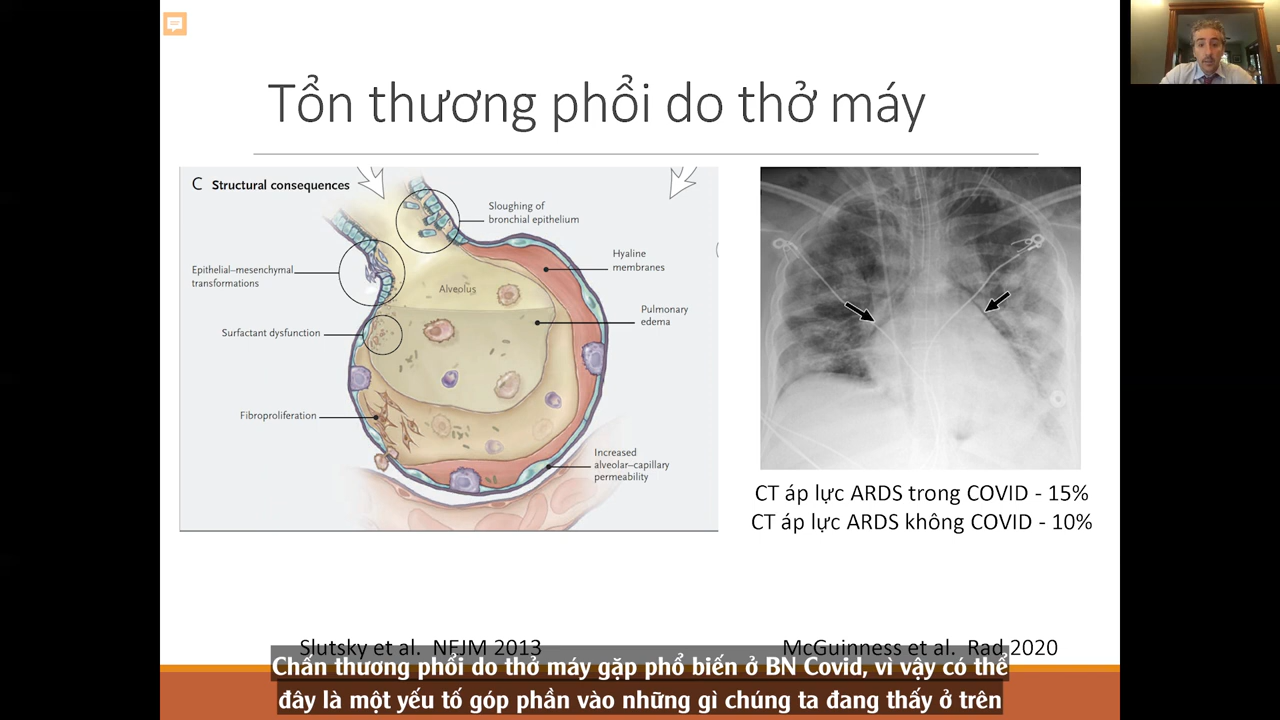 Tổn thương phổi do thở máy
C Structural consequences
Sloughing of
bronchial epithelium
Hyaline
membranes
Epithelial–mesenchymal
transformations
Alveolus
Pulmonary
edema
Surfactant dysfunction
Fibroproliferation
Increased
alveolar–capillary
permeability
CT áp lực ARDS trong COVID - 15%
CT áp lực ARDS không COVID - 10%
Slutsky et al. NEJM 2013
McGuinness et al. Rad 2020
Chấn thương phổi do thở máy gặp phổ biến ở BN Covid, vì vậy có thể
đây là một yếu tố góp phần vào những gì chúng ta đang thấy ở trên